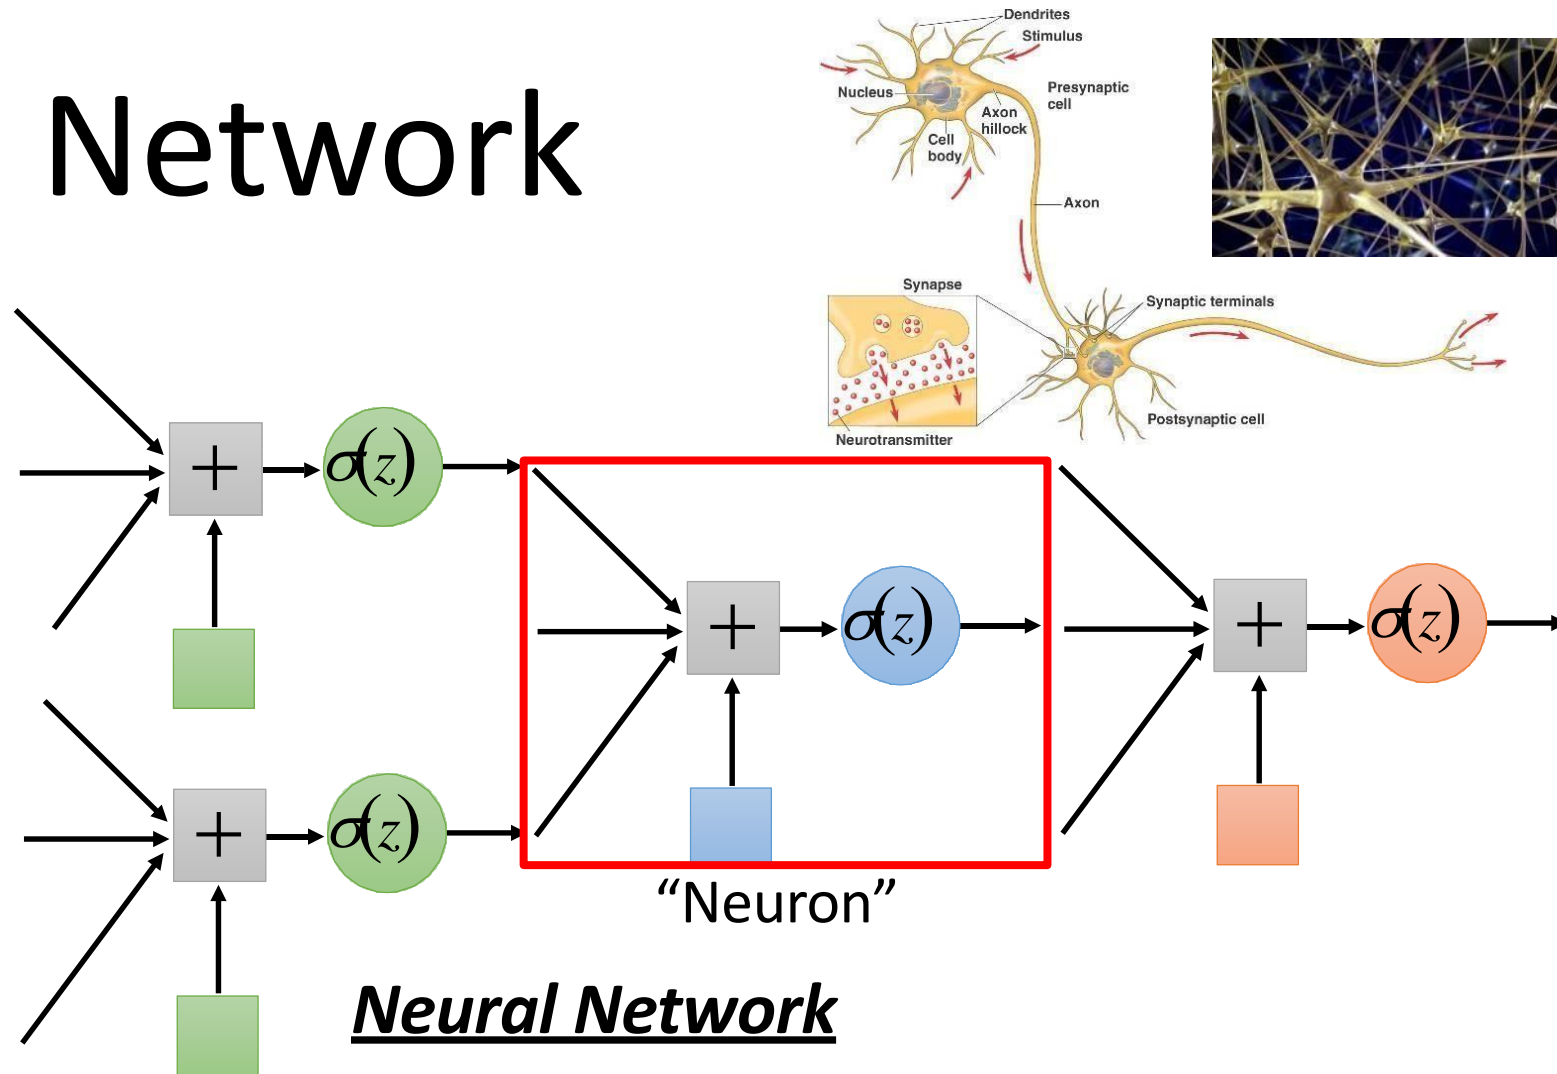 Network
Dendrites
Stimulus
Nucleus
Presynaptic
cell
Axon
hillock
Cell
body
Axon
Synapse
Synaptic terminals
Postsynaptic cell
Neurotransmitter
+
σ(z)
+
σ(z)
+
σ(z)
+
σ(z)
“Neuron”
Neural Network